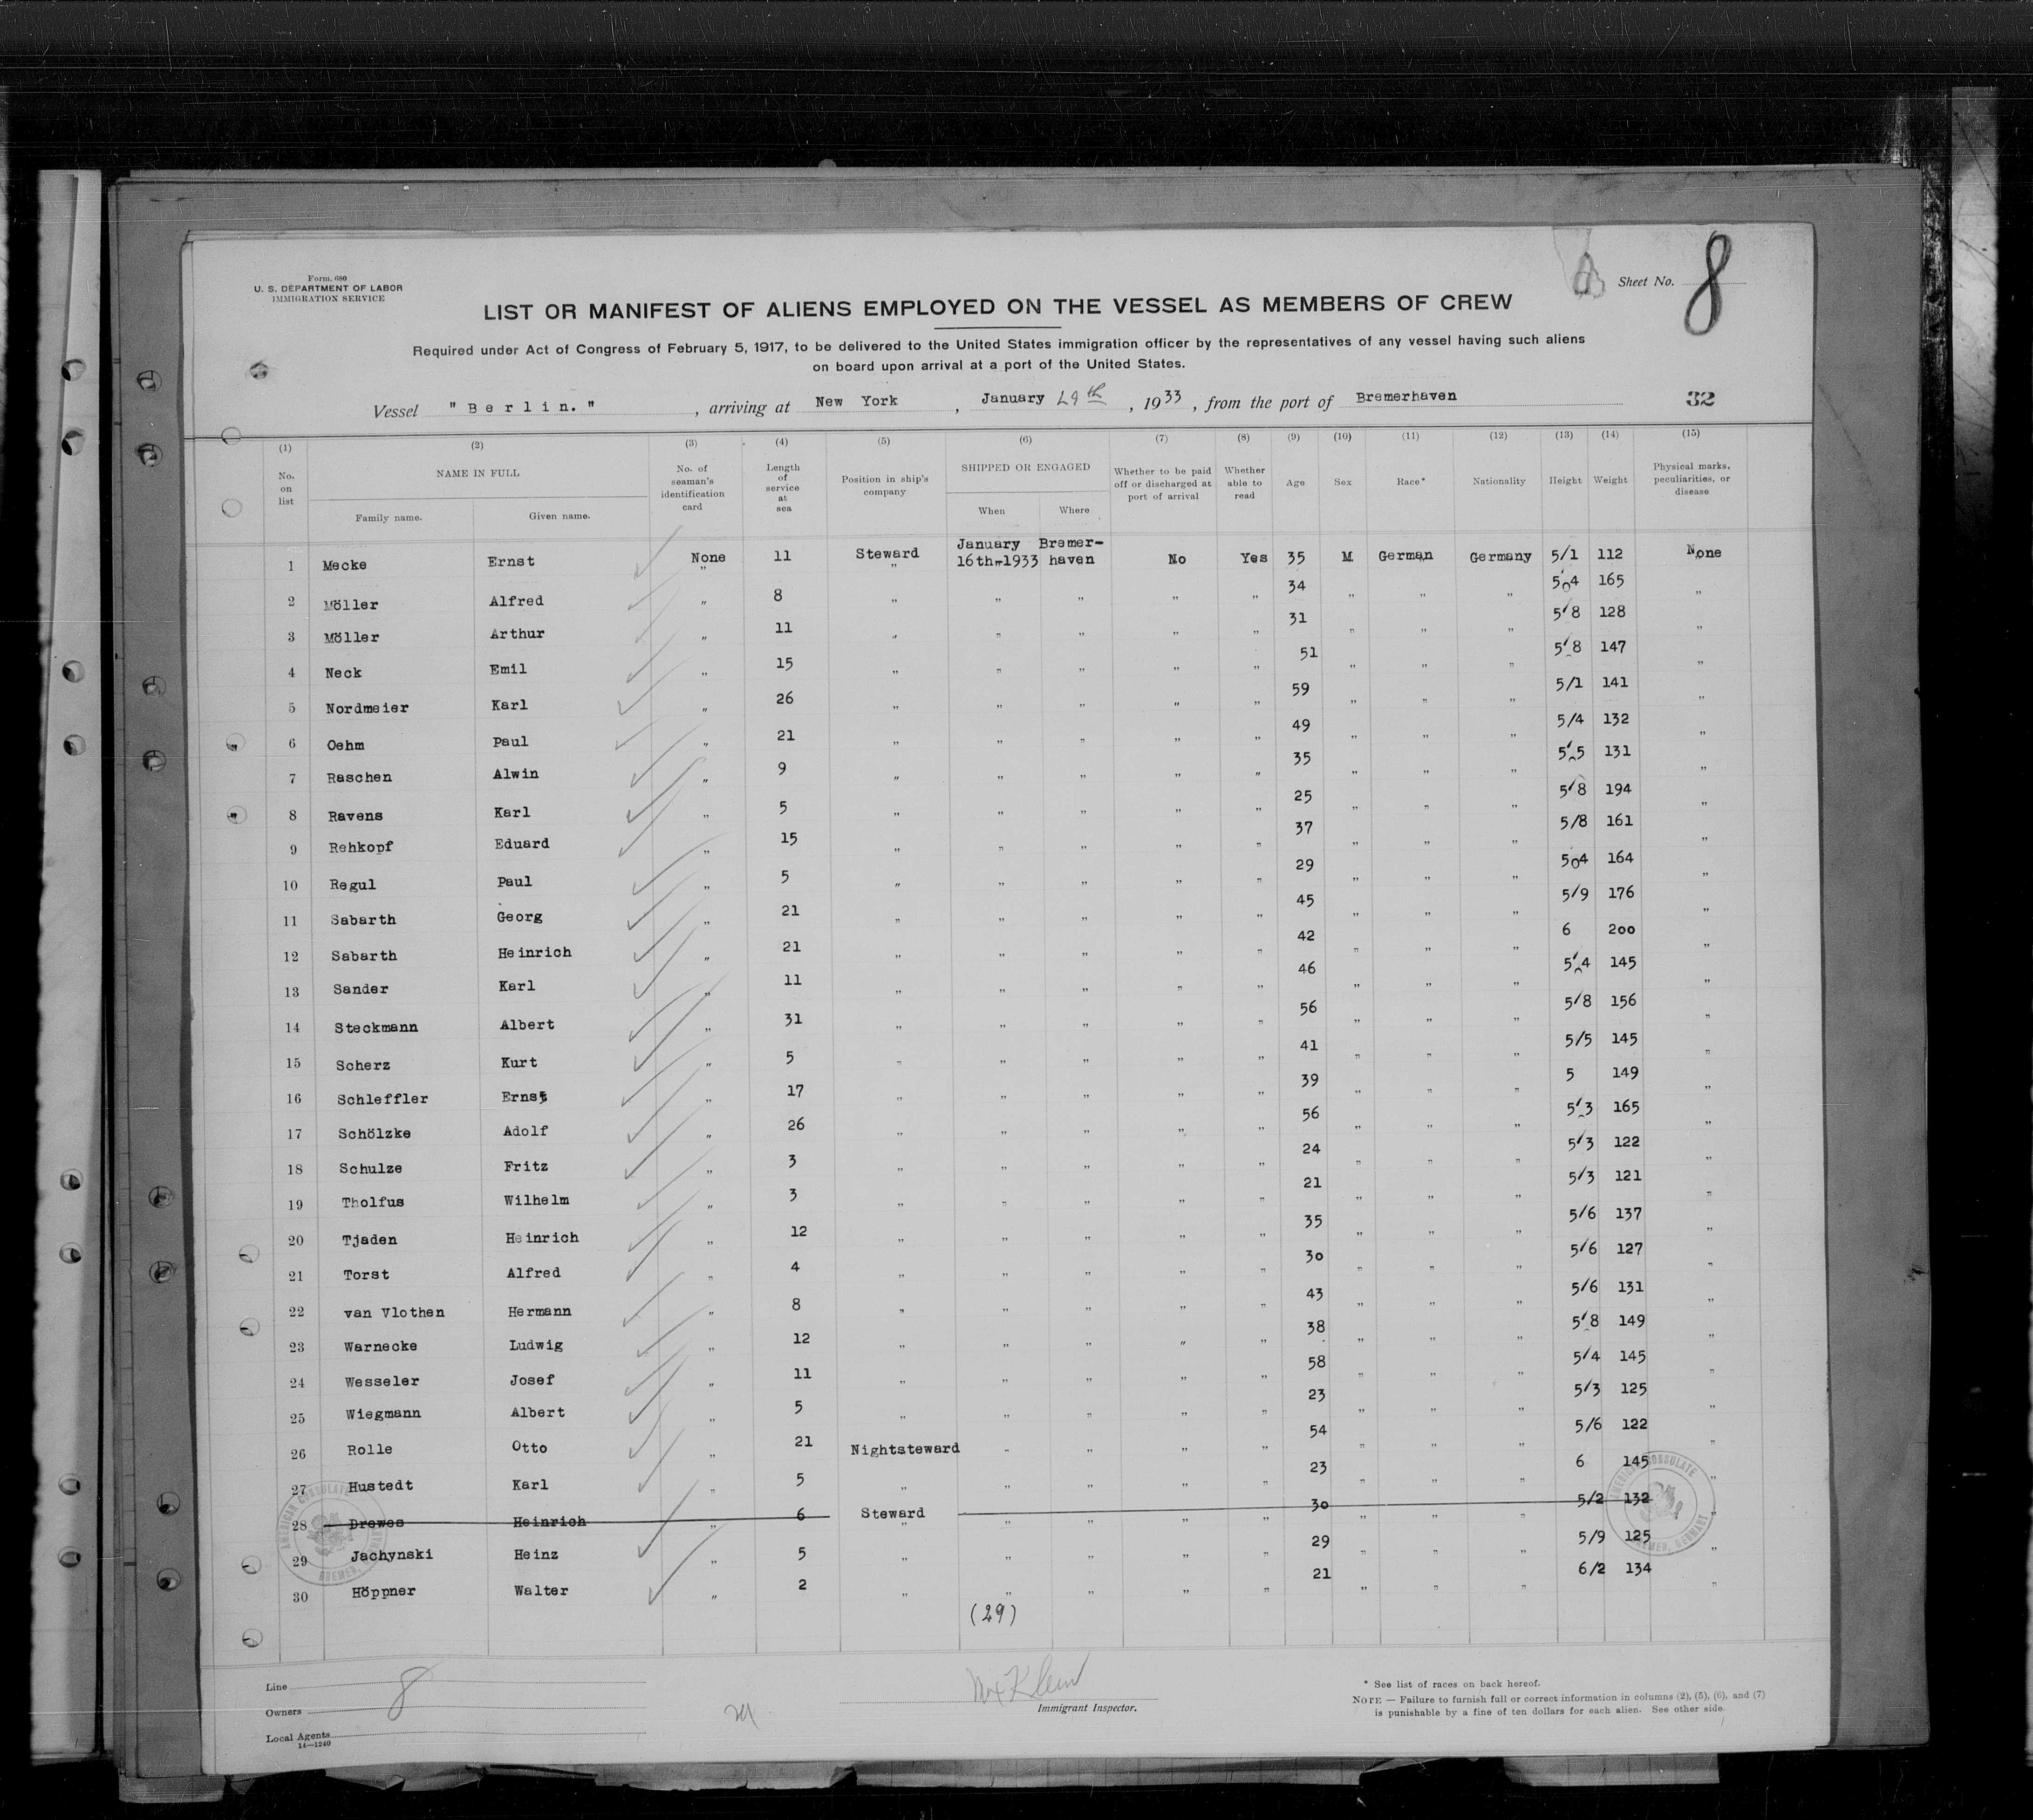 Form. 680
U. S. DEPARTMENT OF LABOR
IMMIGRATION SERVICE
Sheet No. 8
LIST OR MANIFEST OF ALIENS EMPLOYED ON THE VESSEL AS MEMBERS OF CREW
Required under Act of Congress of February 5, 1917, to be delivered to the United States immigration officer by the representatives of any vessel having such aliens
on board upon arrival at a port of the United States.
Vessel "Berlin." , arriving at New York , January 29th , 1933 , from the port of Bremerhaven 32
(1) (2) (3) (4) (5) (6) (7) (8) (9) (10) (11) (12) (13) (14) (15)
No. on list NAME IN FULL Family name. Given name. No. of seaman's identification card Length of service at sea Position in ship's company SHIPPED OR ENGAGED When Where Whether to be paid off or discharged at port of arrival Whether able to read Age Sex Race* Nationality Height Weight Physical marks, peculiarities, or disease
1 Mecke Ernst None 11 Steward January 16th-1933 Bremer-haven No Yes 35 M German Germany 5/1 112 None
2 Möller Alfred " 8 " " " " " 34 " " " 504 165 "
3 Möller Arthur " 11 " " " " " 31 " " " 5/8 128 "
4 Neck Emil " 15 " " " " " 51 " " " 5/8 147 "
5 Nordmeier Karl " 26 " " " " " 59 " " " 5/1 141 "
6 Oehm Paul " 21 " " " " " 49 " " " 5/4 132 "
7 Raschen Alwin " 9 " " " " " 35 " " " 5/5 131 "
8 Ravens Karl " 5 " " " " " 25 " " " 5/8 194 "
9 Rehkopf Eduard " 15 " " " " " 37 " " " 5/8 161 "
10 Regul Paul " 5 " " " " " 29 " " " 504 164 "
11 Sabarth Georg " 21 " " " " " 45 " " " 5/9 176 "
12 Sabarth Heinrich " 21 " " " " " 42 " " " 6 200 "
13 Sander Karl " 11 " " " " " 46 " " " 5/4 145 "
14 Steckmann Albert " 31 " " " " " 56 " " " 5/8 156 "
15 Scherz Kurt " 5 " " " " " 41 " " " 5/5 145 "
16 Schleffler Ernst " 17 " " " " " 39 " " " 5 149 "
17 Schölzke Adolf " 26 " " " " " 56 " " " 5/3 165 "
18 Schulze Fritz " 3 " " " " " 24 " " " 5/3 122 "
19 Tholfus Wilhelm " 3 " " " " " 21 " " " 5/3 121 "
20 Tjaden Heinrich " 12 " " " " " 35 " " " 5/6 137 "
21 Torst Alfred " 4 " " " " " 30 " " " 5/6 127 "
22 van Vlothen Hermann " 8 " " " " " 43 " " " 5/6 131 "
23 Warnecke Ludwig " 12 " " " " " 38 " " " 5/8 149 "
24 Wesseler Josef " 11 " " " " " 58 " " " 5/4 145 "
25 Wiegmann Albert " 5 " " " " " 23 " " " 5/3 125 "
26 Rolle Otto " 21 Nightsteward " " " " 54 " " " 5/6 122 "
27 Hustedt Karl " 5 " " " " " 23 " " " 6 145 "
28 Drewes Heinrich " 6 Steward " " " " 30 " " " 5/2 132 "
29 Jachynski Heinz " 5 " " " " " 29 " " " 5/9 125 "
30 Höppner Walter " 2 " " " " " 21 " " " 6/2 134 "
(29)
AMERICAN CONSULATE BREMEN,
AMERICAN CONSULATE BREMEN, GERMANY
Line
Owners 8
Local Agents
14—1240
Immigrant Inspector.
* See list of races on back hereof.
NOTE — Failure to furnish full or correct information in columns (2), (5), (6), and (7)
is punishable by a fine of ten dollars for each alien. See other side.